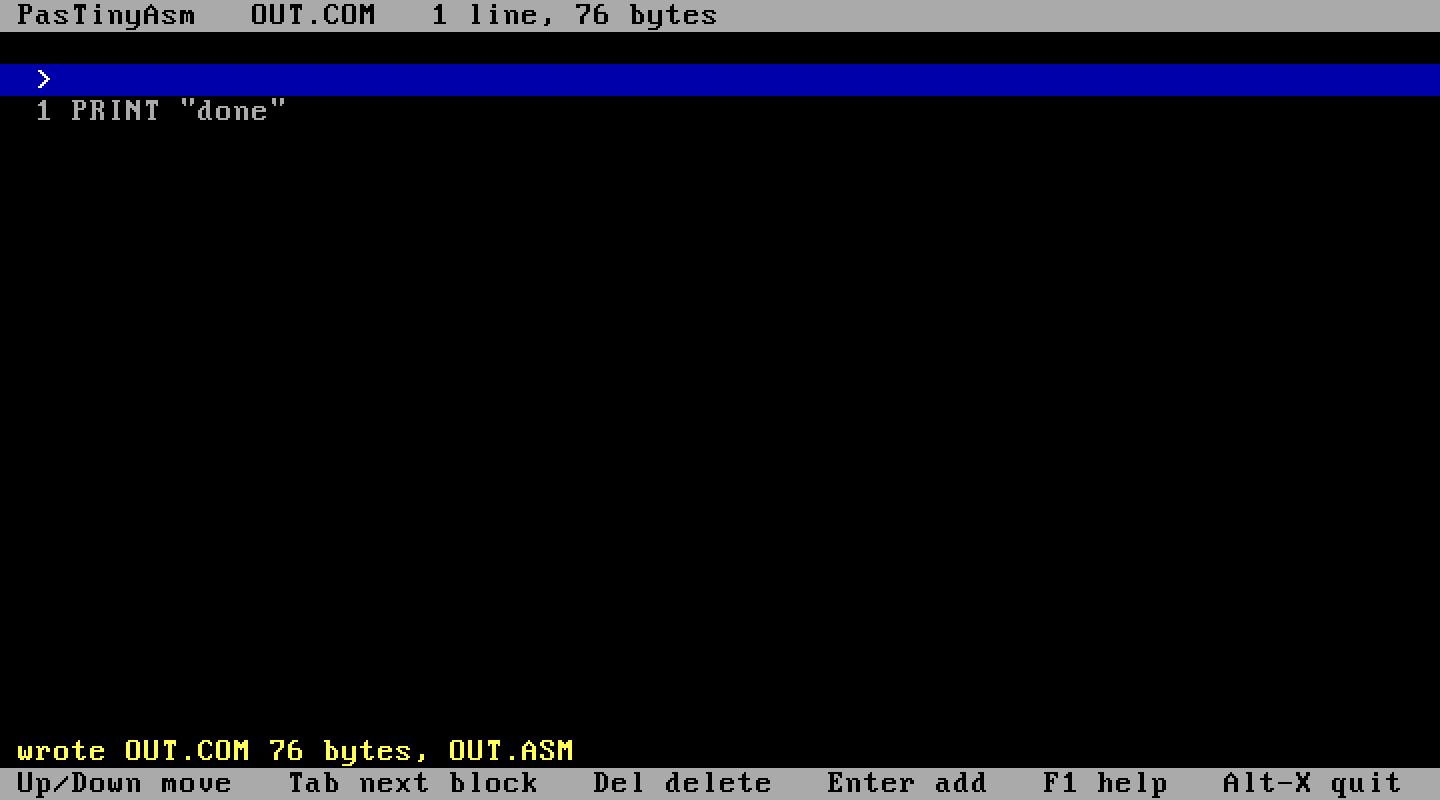 PasTinyAsm   OUT.COM   1 line, 76 bytes
>
1 PRINT "done"
wrote OUT.COM 76 bytes, OUT.ASM
Up/Down move   Tab next block   Del delete   Enter add   F1 help   Alt-X quit